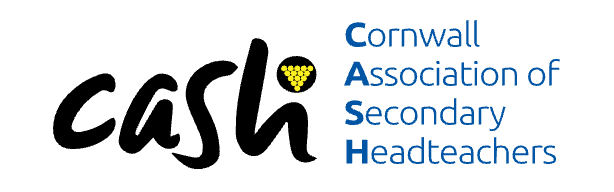 cash
Cornwall
Association of
Secondary
Headteachers